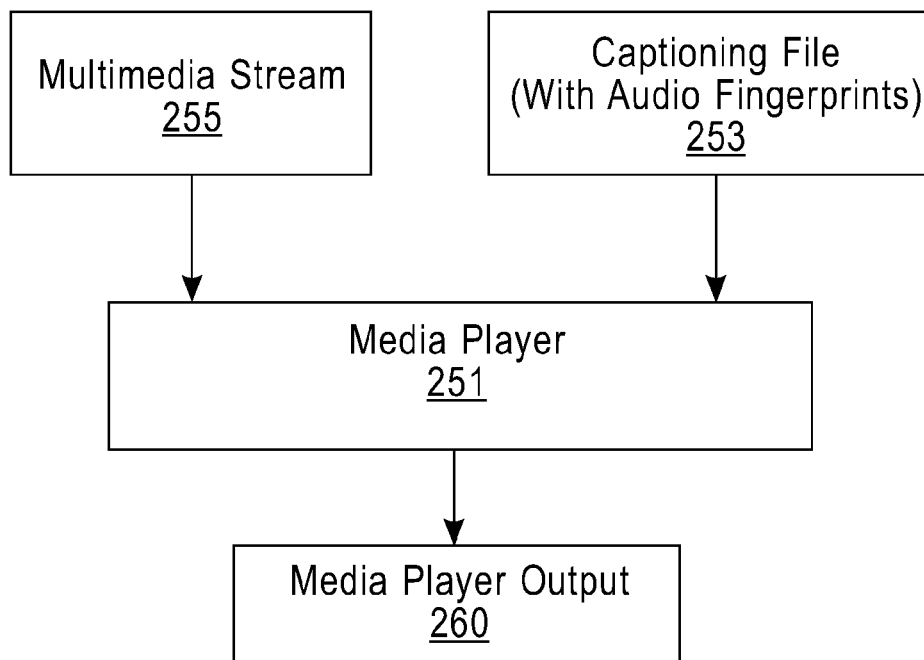 Multimedia Stream
255
Captioning File
(With Audio Fingerprints)
253
Media Player
251
Media Player Output
260